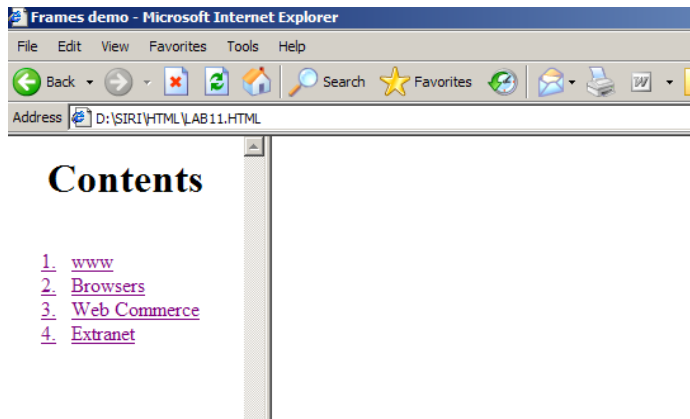 Frames demo - Microsoft Internet Explorer
File Edit View Favorites Tools Help
Back Search Favorites
Address D:\SIRI\HTML\LAB11.HTML
Contents
1. www
2. Browsers
3. Web Commerce
4. Extranet